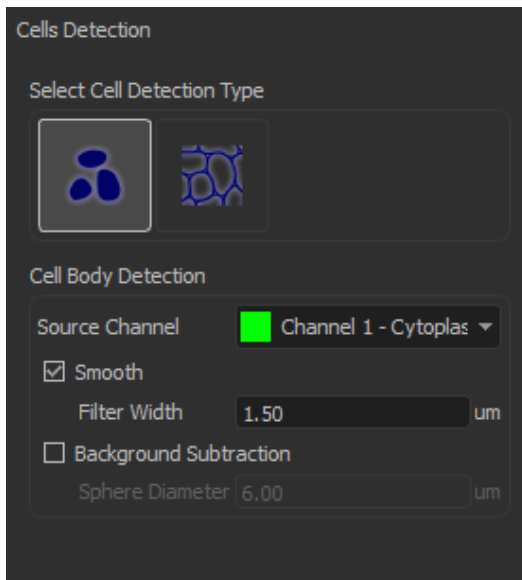 Cells Detection
Select Cell Detection Type
Cell Body Detection
Source Channel Channel 1 - Cytoplas
Smooth
Filter Width 1.50 um
Background Subtraction
Sphere Diameter 6.00 um